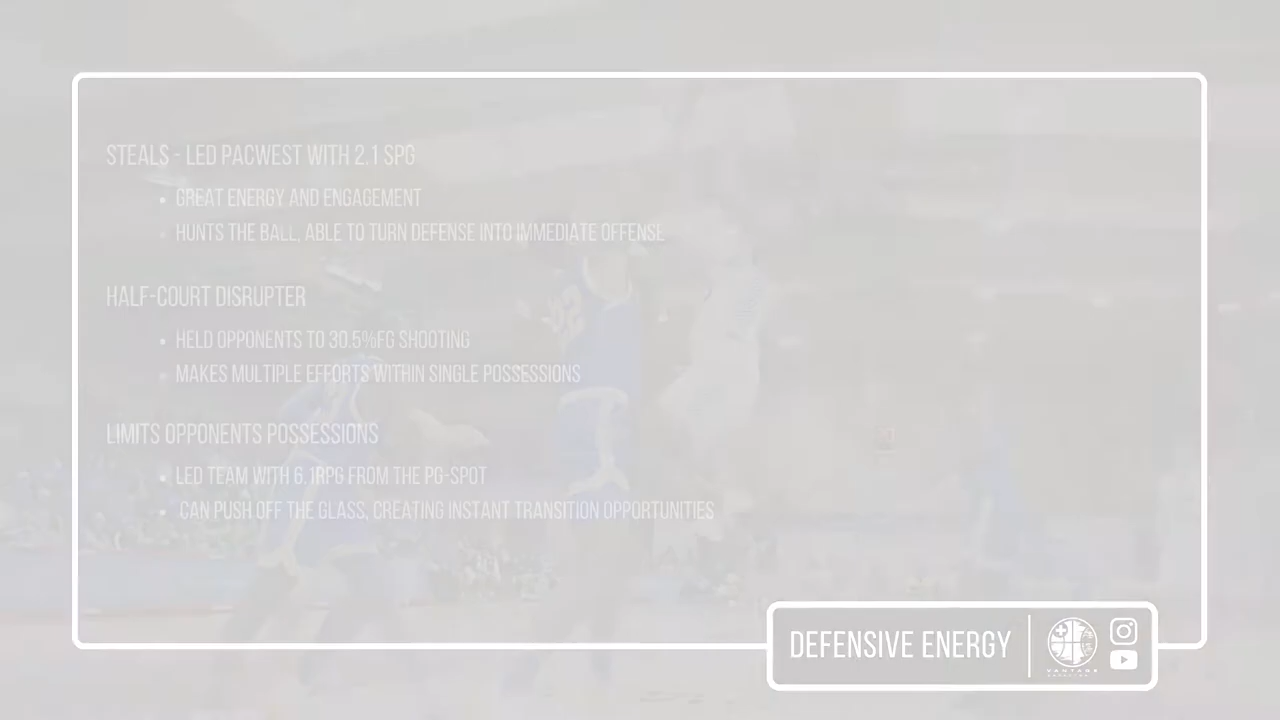 STEALS - LED PACWEST WITH 2.1 SPG
• GREAT ENERGY AND ENGAGEMENT
• HUNTS THE BALL, ABLE TO TURN DEFENSE INTO IMMEDIATE OFFENSE
HALF-COURT DISRUPTER
• HELD OPPONENTS TO 30.5%FG SHOOTING
• MAKES MULTIPLE EFFORTS WITHIN SINGLE POSSESSIONS
LIMITS OPPONENTS POSSESSIONS
• LED TEAM WITH 6.1RPG FROM THE PG-SPOT
• CAN PUSH OFF THE GLASS, CREATING INSTANT TRANSITION OPPORTUNITIES
DEFENSIVE ENERGY
VANTAGE